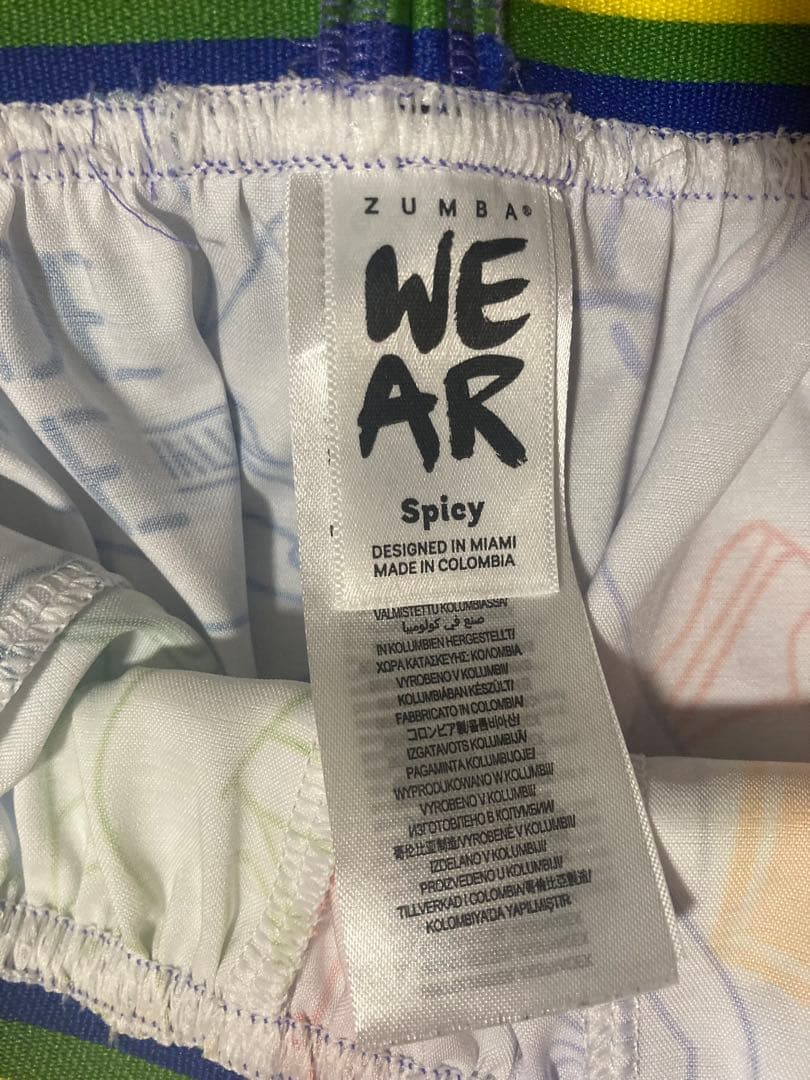 ZUMBA®
WE
AR
Spicy
DESIGNED IN MIAMI
MADE IN COLOMBIA
VALMISTETTU KOLUMBIASSA/
صنع في كولومبيا
IN KOLUMBIEN HERGESTELLT/
ΧΩΡΑ ΚΑΤΑΣΚΕΥΗΣ: ΚΟΛΟΜΒΙΑ
VYROBENO V KOLUMBII/
KOLUMBIÁBAN KÉSZÜLT/
FABBRICATO IN COLOMBIA/
コロンビア製/콜롬비아산/
IZGATAVOTS KOLUMBIJĀ/
PAGAMINTA KOLUMBIJOJE/
WYPRODUKOWANO W KOLUMBII/
VYROBENO V KOLUMBII/
ИЗГОТОВЛЕНО В КОЛУМБИИ/
哥伦比亚制造/VYROBENÉ V KOLUMBII/
IZDELANO V KOLUMBIJI/
PROIZVEDENO U KOLUMBIJI/
TILLVERKAD I COLOMBIA/哥倫比亞製造/
KOLOMBİYA'DA YAPILMIŞTIR